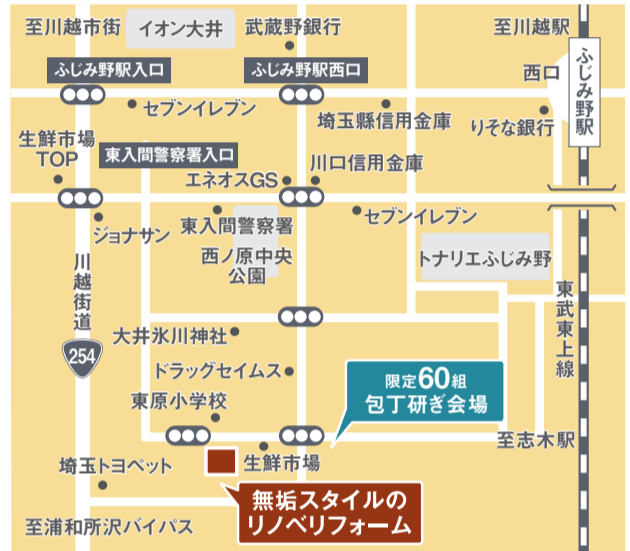 至川越市街
イオン大井
武蔵野銀行
至川越駅
ふじみ野駅入口
ふじみ野駅西口
西口
ふじみ野駅
セブンイレブン
埼玉縣信用金庫
りそな銀行
生鮮市場
TOP
東入間警察署入口
川口信用金庫
エネオスGS
ジョナサン
東入間警察署
セブンイレブン
西ノ原中央
公園
トナリエふじみ野
川越街道
254
東武東上線
大井氷川神社
ドラッグセイムス
限定60組
包丁研ぎ会場
東原小学校
至志木駅
埼玉トヨペット
生鮮市場
無垢スタイルの
リノベリフォーム
至浦和所沢バイパス